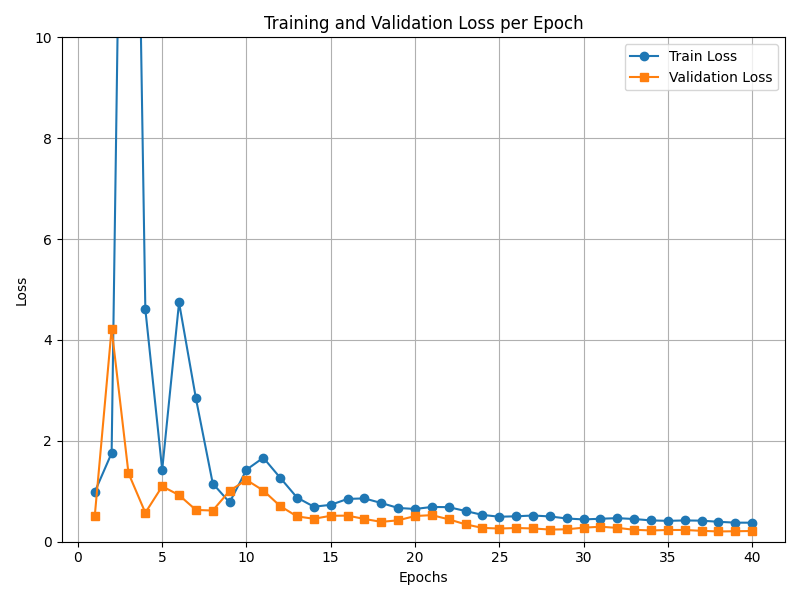 Training and Validation Loss per Epoch
Train Loss
Validation Loss
Loss
10
8
6
4
2
0
0 5 10 15 20 25 30 35 40
Epochs